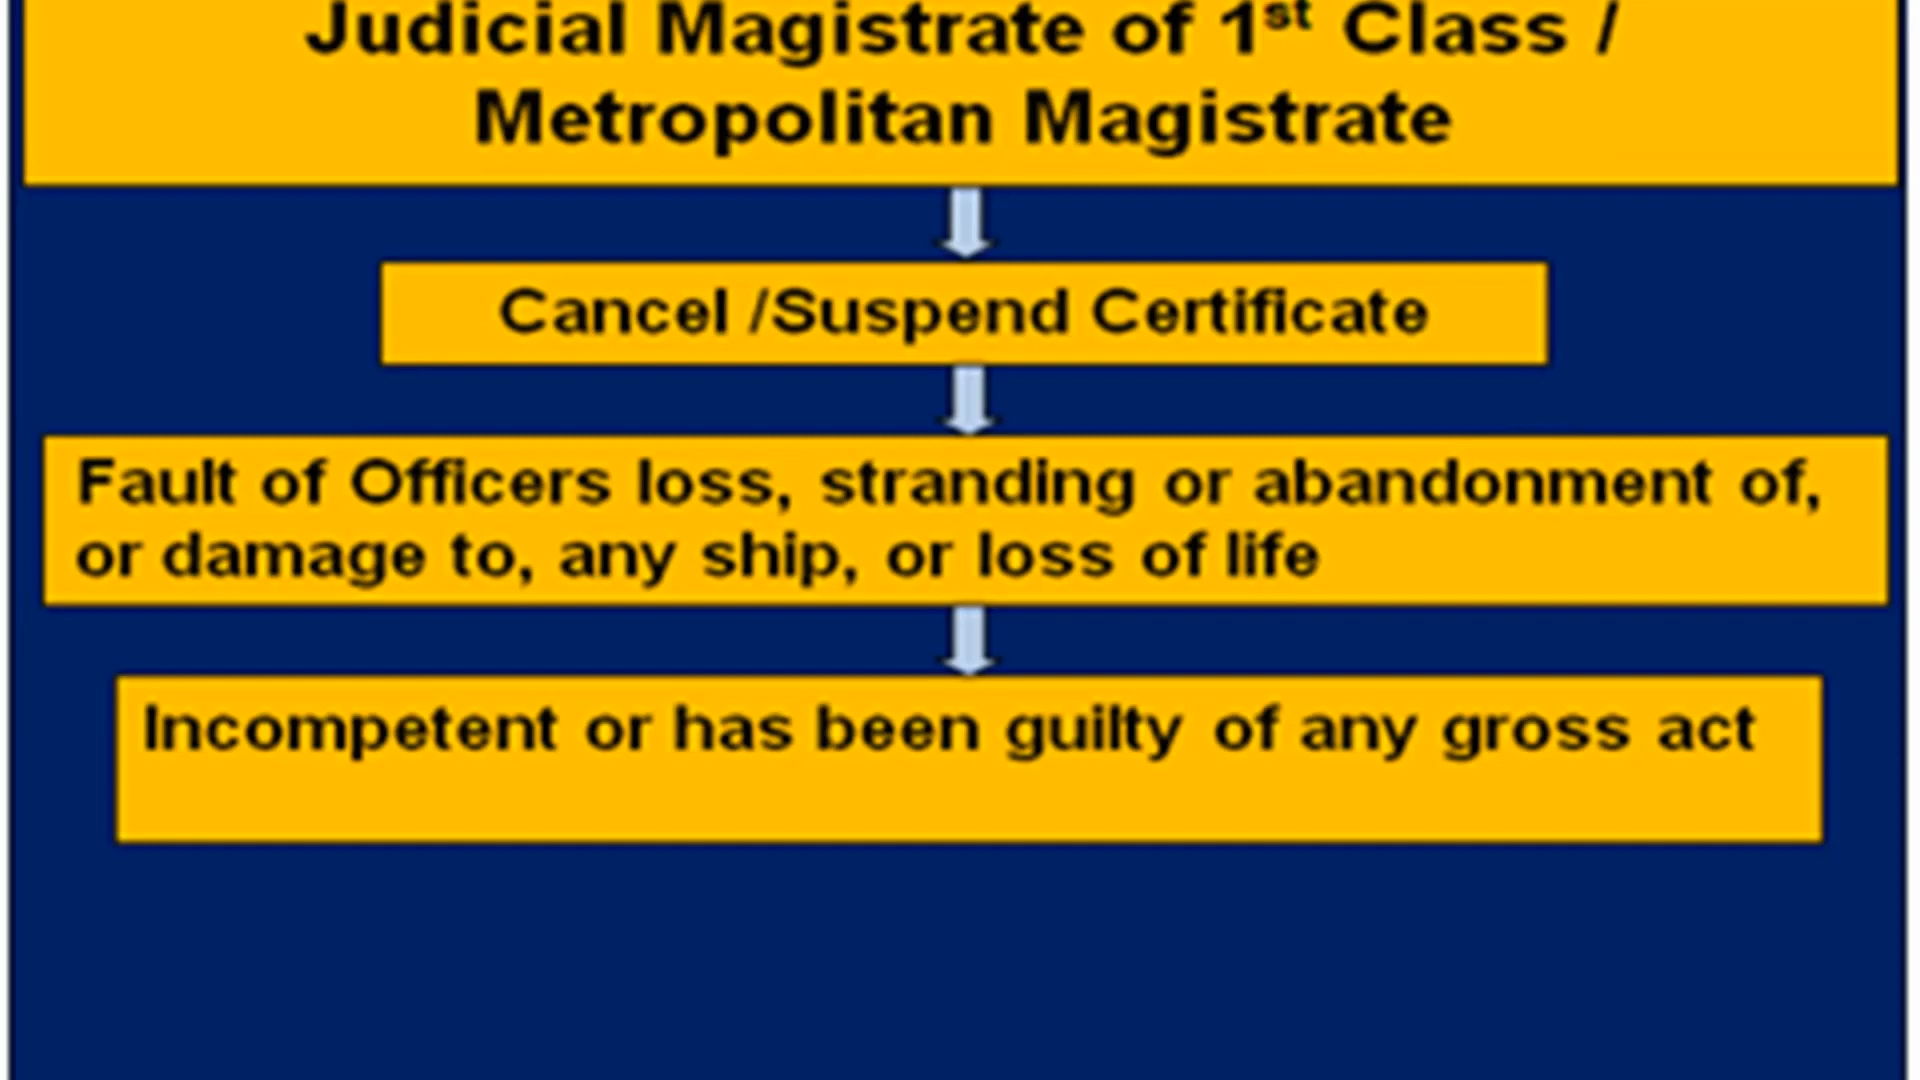 Judicial Magistrate of 1st Class /
Metropolitan Magistrate
Cancel /Suspend Certificate
Fault of Officers loss, stranding or abandonment of,
or damage to, any ship, or loss of life
Incompetent or has been guilty of any gross act